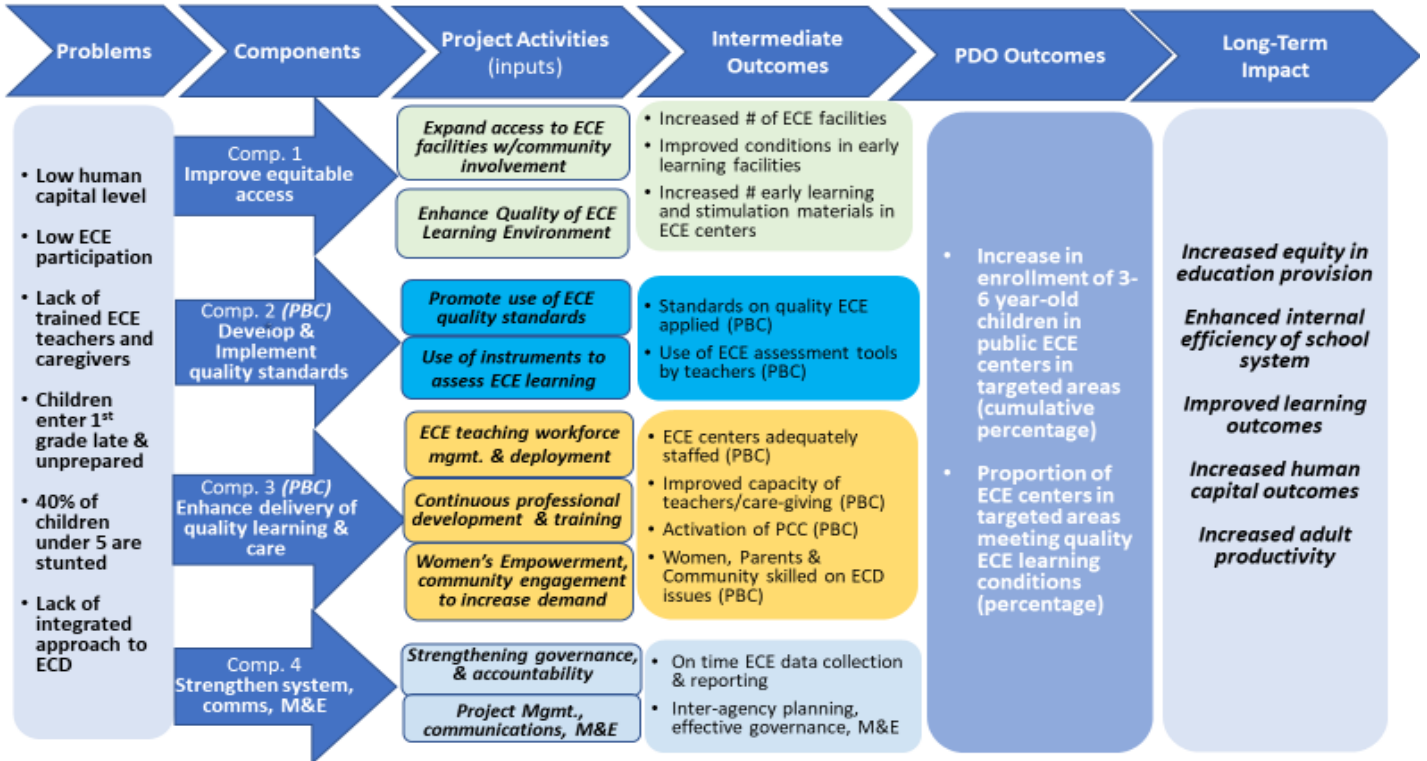 Problems
Components
Project Activities
(inputs)
Intermediate
Outcomes
PDO Outcomes
Long-Term
Impact
• Low human
capital level
• Low ECE
participation
• Lack of
trained ECE
teachers and
caregivers
• Children
enter 1st
grade late &
unprepared
• 40% of
children
under 5 are
stunted
• Lack of
integrated
approach to
ECD
Comp. 1
Improve equitable
access
Expand access to ECE
facilities w/community
involvement
Enhance Quality of ECE
Learning Environment
• Increased # of ECE facilities
• Improved conditions in early
learning facilities
• Increased # early learning
and stimulation materials in
ECE centers
Comp. 2 (PBC)
Develop &
Implement
quality standards
Promote use of ECE
quality standards
Use of instruments to
assess ECE learning
• Standards on quality ECE
applied (PBC)
• Use of ECE assessment tools
by teachers (PBC)
Comp. 3 (PBC)
Enhance delivery of
quality learning &
care
ECE teaching workforce
mgmt. & deployment
Continuous professional
development & training
Women's Empowerment,
community engagement
to increase demand
• ECE centers adequately
staffed (PBC)
• Improved capacity of
teachers/care-giving (PBC)
• Activation of PCC (PBC)
• Women, Parents &
Community skilled on ECD
issues (PBC)
Comp. 4
Strengthen system,
comms, M&E
Strengthening governance,
& accountability
Project Mgmt.,
communications, M&E
• On time ECE data collection
& reporting
• Inter-agency planning,
effective governance, M&E
• Increase in
enrollment of 3-
6 year-old
children in
public ECE
centers in
targeted areas
(cumulative
percentage)
• Proportion of
ECE centers in
targeted areas
meeting quality
ECE learning
conditions
(percentage)
Increased equity in
education provision
Enhanced internal
efficiency of school
system
Improved learning
outcomes
Increased human
capital outcomes
Increased adult
productivity